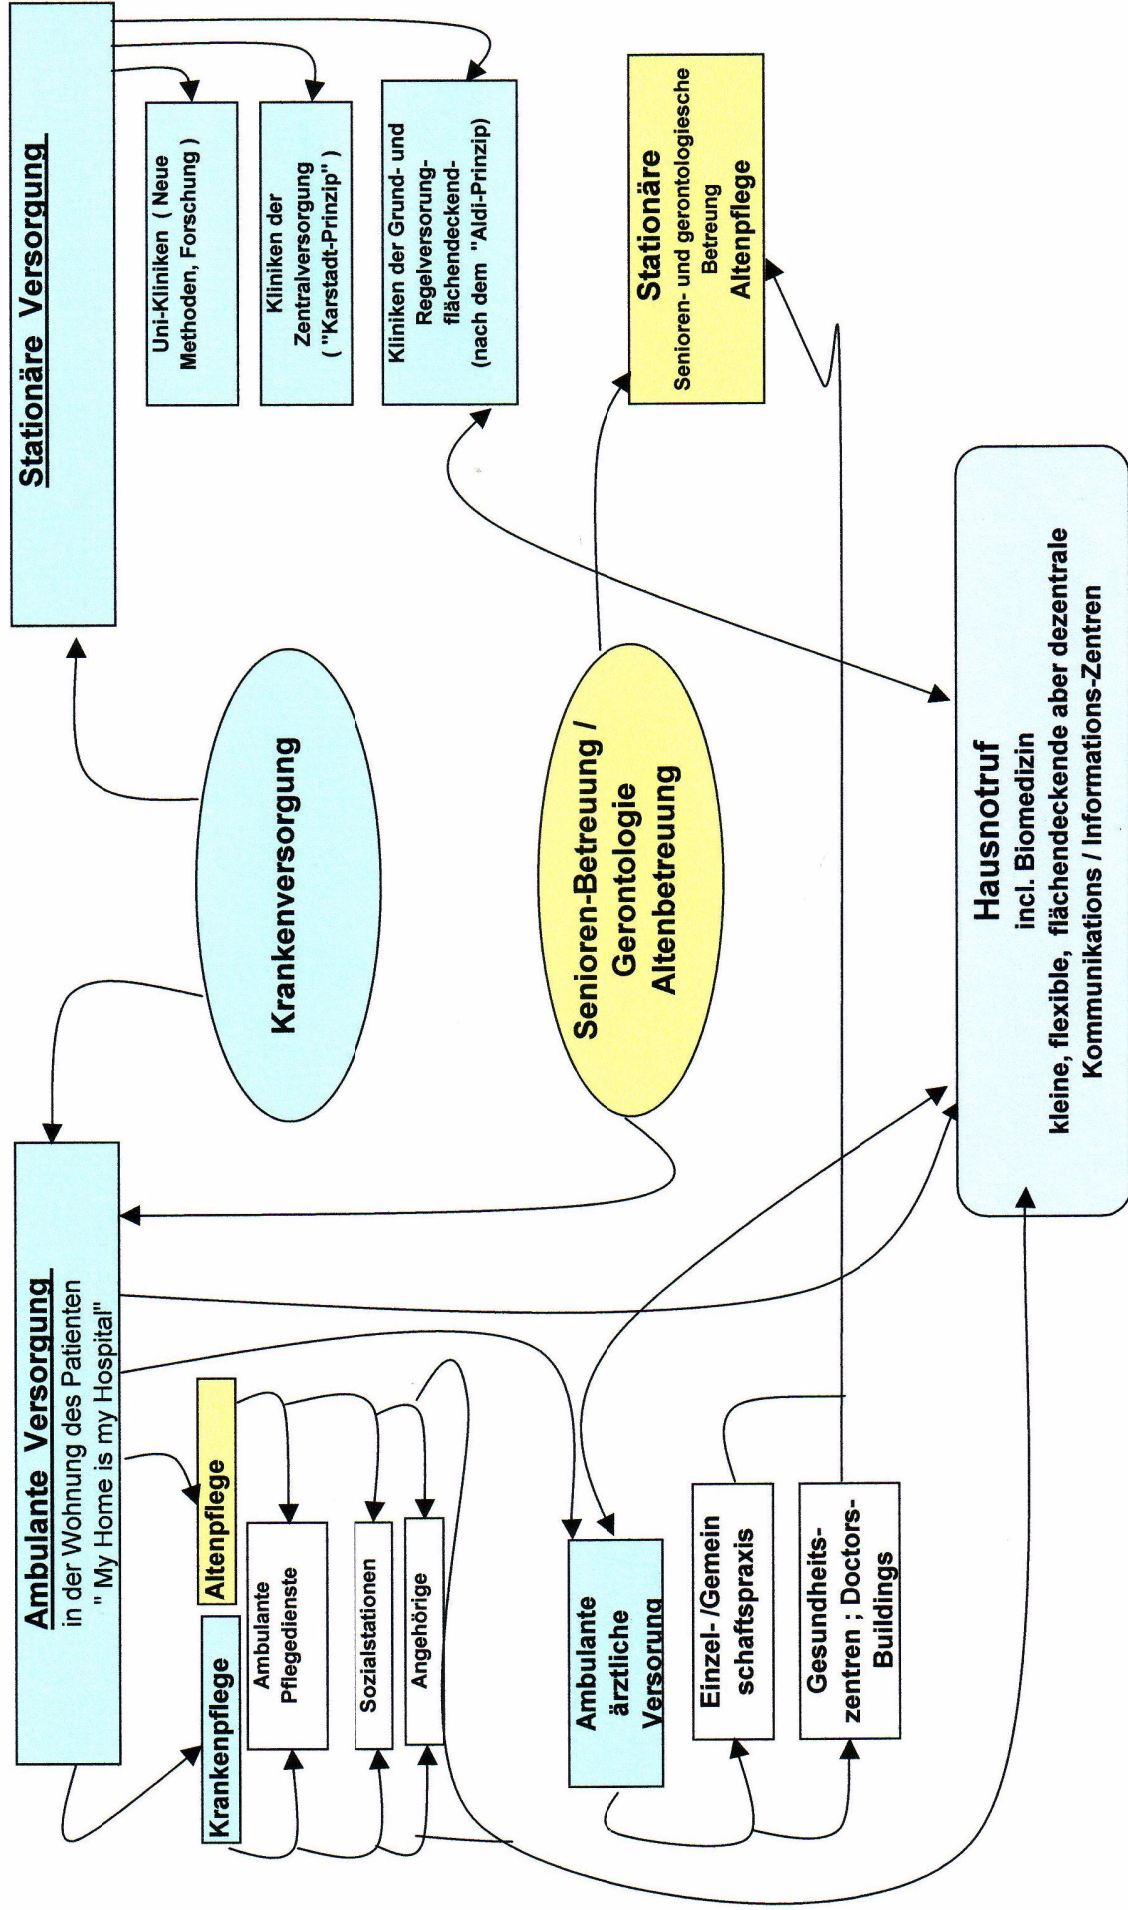 Ambulante  Versorgung
in der Wohnung des Patienten
" My Home is my Hospital"
Stationäre  Versorgung
Krankenpflege
Altenpflege
Ambulante
Pflegedienste
Sozialstationen
Angehörige
Krankenversorgung
Uni-Kliniken  ( Neue
Methoden, Forschung )
Kliniken der
Zentralversorgung
( "Karstadt-Prinzip" )
Kliniken der Grund- und
Regelversorung-
flächendeckend-
(nach dem  "Aldi-Prinzip)
Senioren-Betreuung /
Gerontologie
Altenbetreuung
Stationäre
Senioren- und gerontologiesche
Betreung
Altenpflege
Ambulante
ärztliche
Versorung
Einzel- /Gemein
schaftspraxis
Gesundheits-
zentren ; Doctors-
Buildings
Hausnotruf
incl. Biomedizin
kleine, flexible,  flächendeckende aber dezentrale
Kommunikations / Informations-Zentren